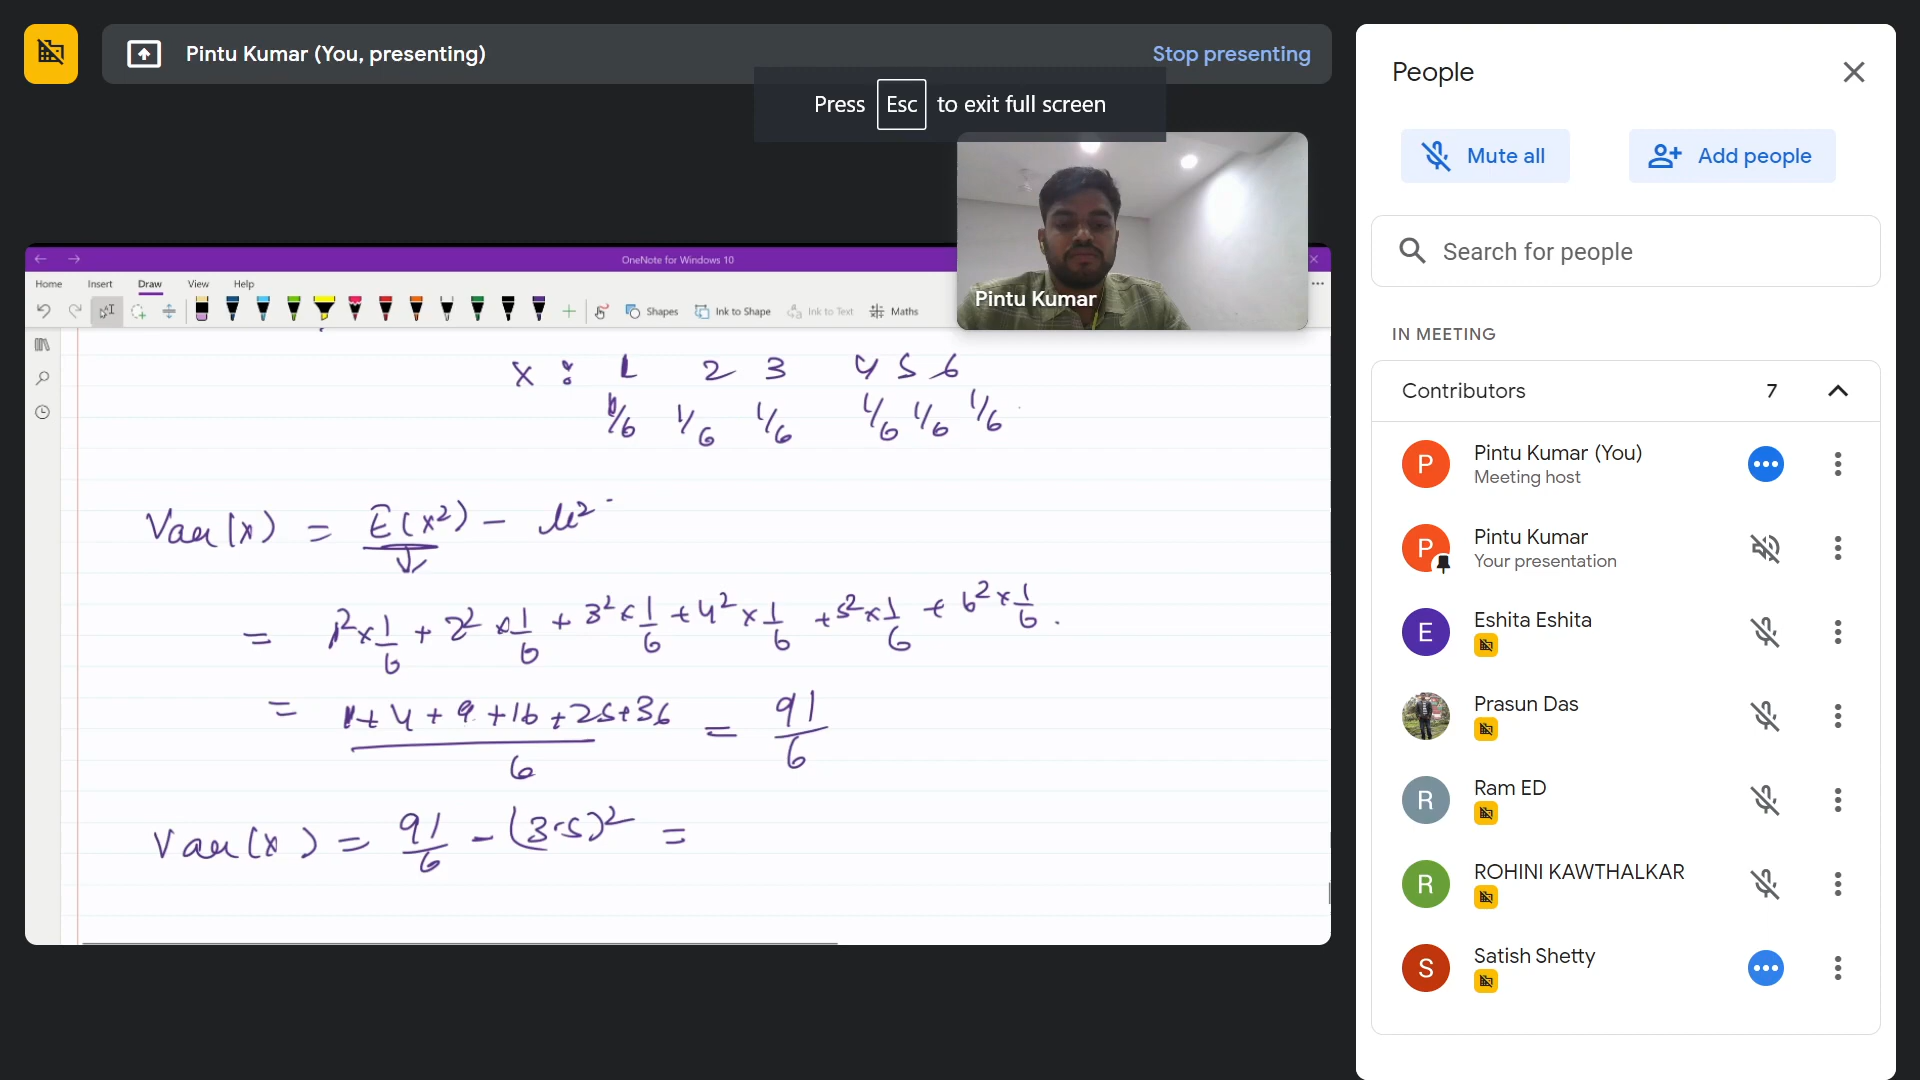 Pintu Kumar (You, presenting)
Stop presenting
Press Esc to exit full screen
Pintu Kumar
OneNote for Windows 10
Home Insert Draw View Help
Shapes Ink to Shape Ink to Text Maths
x : 1 2 3 4 5 6
1/6 1/6 1/6 1/6 1/6 1/6
Var(x) = E(x²) - μ²
= 1²×1/6 + 2²×1/6 + 3²×1/6 + 4²×1/6 + 5²×1/6 + 6²×1/6 .
= 1+4+9+16+25+36 / 6 = 91/6
Var(x) = 91/6 - (3.5)² =
People
Mute all
Add people
Search for people
IN MEETING
Contributors 7
P Pintu Kumar (You)
Meeting host
P Pintu Kumar
Your presentation
E Eshita Eshita
Prasun Das
R Ram ED
R ROHINI KAWTHALKAR
S Satish Shetty